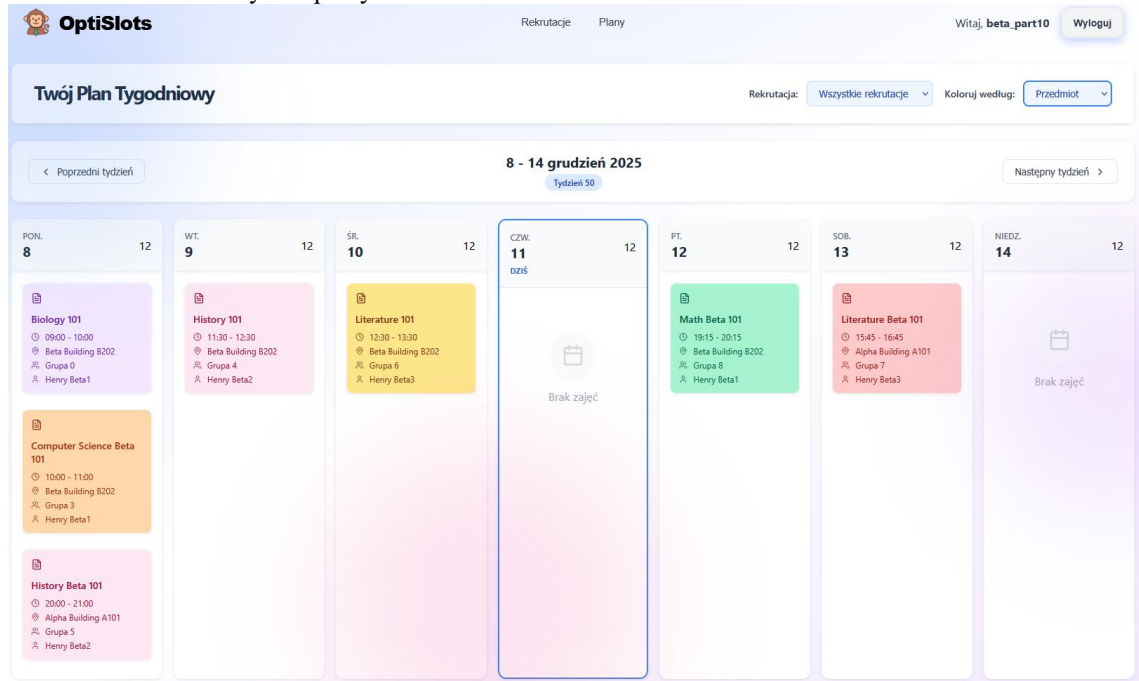 OptiSlots
Rekrutacje Plany
Witaj, beta_part10 Wyloguj
Twój Plan Tygodniowy
Rekrutacja: Wszystkie rekrutacje Koloruj według: Przedmiot
Poprzedni tydzień
8 - 14 grudzień 2025
Tydzień 50
Następny tydzień
PON.
8 12
Biology 101
09:00 - 10:00
Beta Building B202
Grupa 0
Henry Beta1
Computer Science Beta
101
10:00 - 11:00
Beta Building B202
Grupa 3
Henry Beta1
History Beta 101
20:00 - 21:00
Alpha Building A101
Grupa 5
Henry Beta2
WT.
9 12
History 101
11:30 - 12:30
Beta Building B202
Grupa 4
Henry Beta2
ŚR.
10 12
Literature 101
12:30 - 13:30
Beta Building B202
Grupa 6
Henry Beta3
CZW.
11 12
DZIŚ
Brak zajęć
PT.
12 12
Math Beta 101
19:15 - 20:15
Beta Building B202
Grupa 8
Henry Beta1
SOB.
13 12
Literature Beta 101
15:45 - 16:45
Alpha Building A101
Grupa 7
Henry Beta3
NIEDZ.
14 12
Brak zajęć